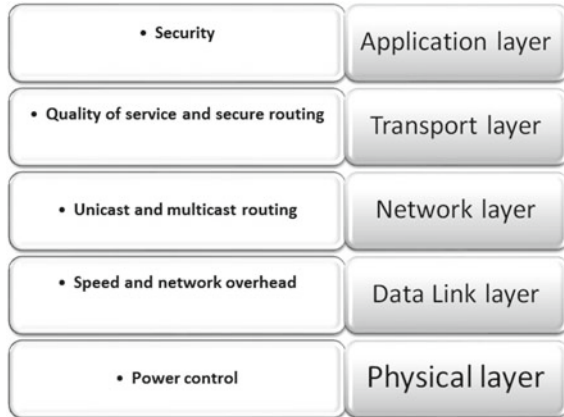 • Security
Application layer
• Quality of service and secure routing
Transport layer
• Unicast and multicast routing
Network layer
• Speed and network overhead
Data Link layer
• Power control
Physical layer